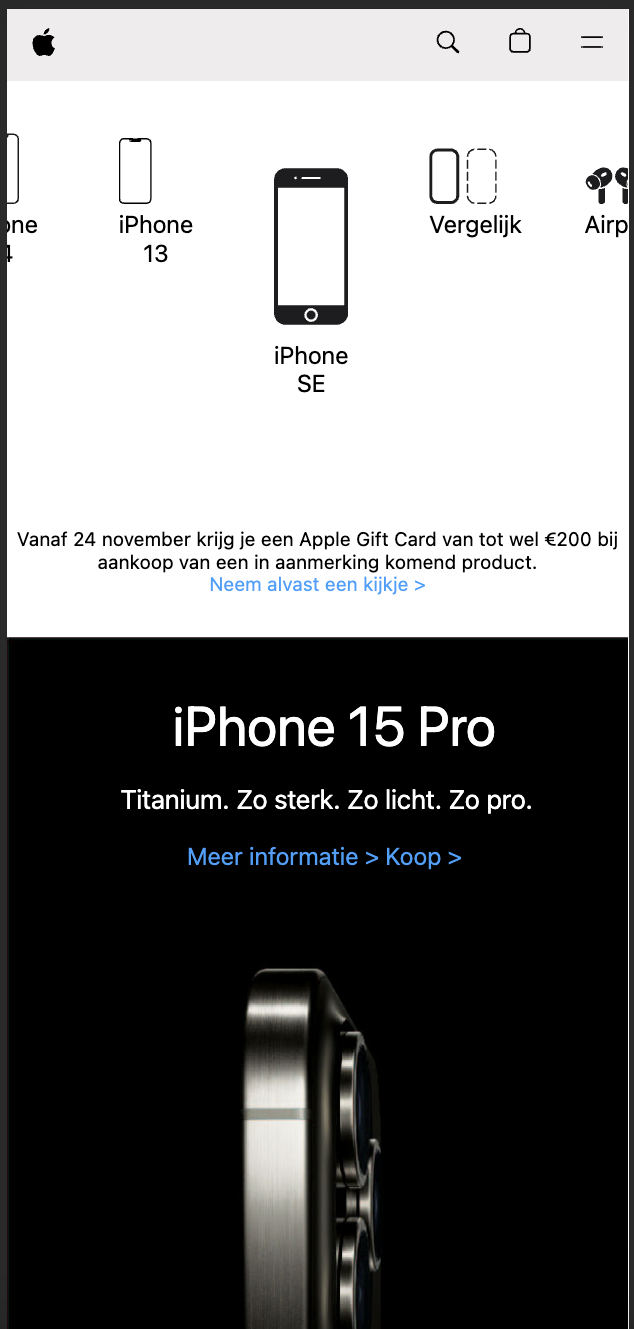 one
4
iPhone
13
iPhone
SE
Vergelijk
Airp
Vanaf 24 november krijg je een Apple Gift Card van tot wel €200 bij
aankoop van een in aanmerking komend product.
Neem alvast een kijkje >
iPhone 15 Pro
Titanium. Zo sterk. Zo licht. Zo pro.
Meer informatie > Koop >